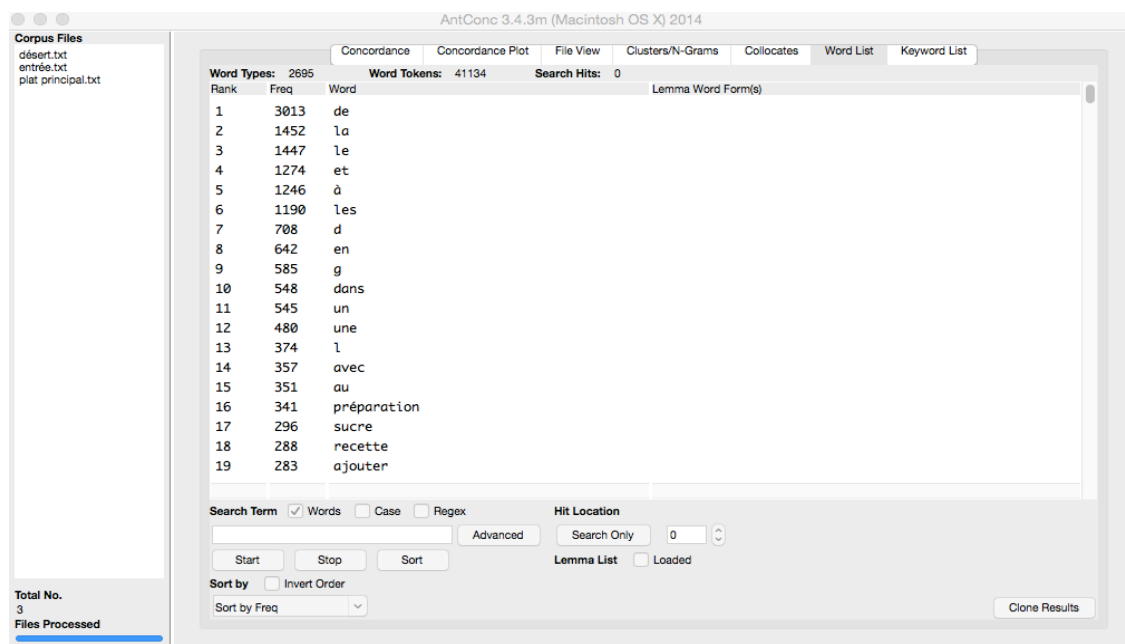 AntConc 3.4.3m (Macintosh OS X) 2014
Corpus Files
désert.txt
entrée.txt
plat principal.txt
Concordance Concordance Plot File View Clusters/N-Grams Collocates Word List Keyword List
Word Types: 2695 Word Tokens: 41134 Search Hits: 0
Rank Freq Word Lemma Word Form(s)
1 3013 de
2 1452 la
3 1447 le
4 1274 et
5 1246 à
6 1190 les
7 708 d
8 642 en
9 585 g
10 548 dans
11 545 un
12 480 une
13 374 l
14 357 avec
15 351 au
16 341 préparation
17 296 sucre
18 288 recette
19 283 ajouter
Search Term Words Case Regex Hit Location
Advanced Search Only 0
Start Stop Sort Lemma List Loaded
Sort by Invert Order
Sort by Freq Clone Results
Total No.
3
Files Processed